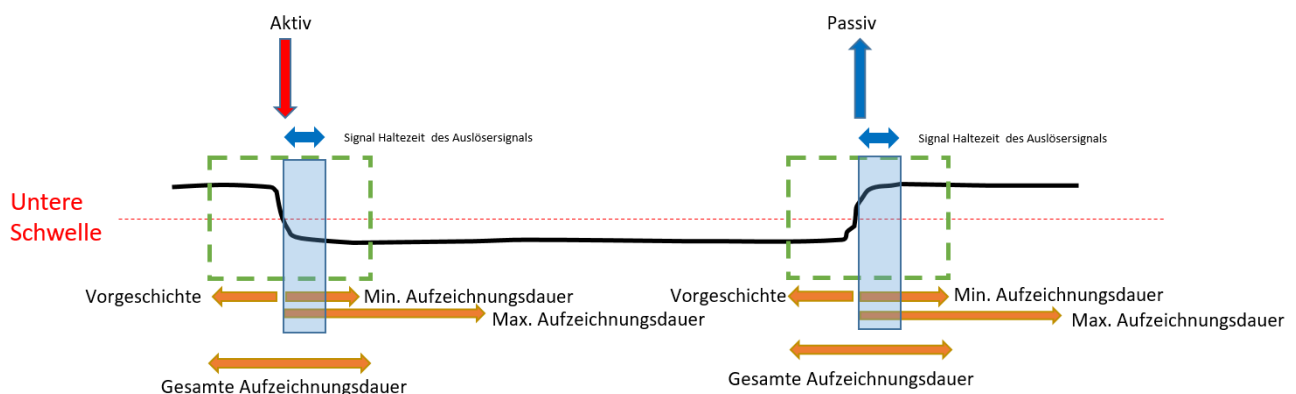 Aktiv
Passiv
Signal Haltezeit des Auslösersignals
Signal Haltezeit des Auslösersignals
Untere
Schwelle
Vorgeschichte
Min. Aufzeichnungsdauer
Max. Aufzeichnungsdauer
Gesamte Aufzeichnungsdauer
Vorgeschichte
Min. Aufzeichnungsdauer
Max. Aufzeichnungsdauer
Gesamte Aufzeichnungsdauer